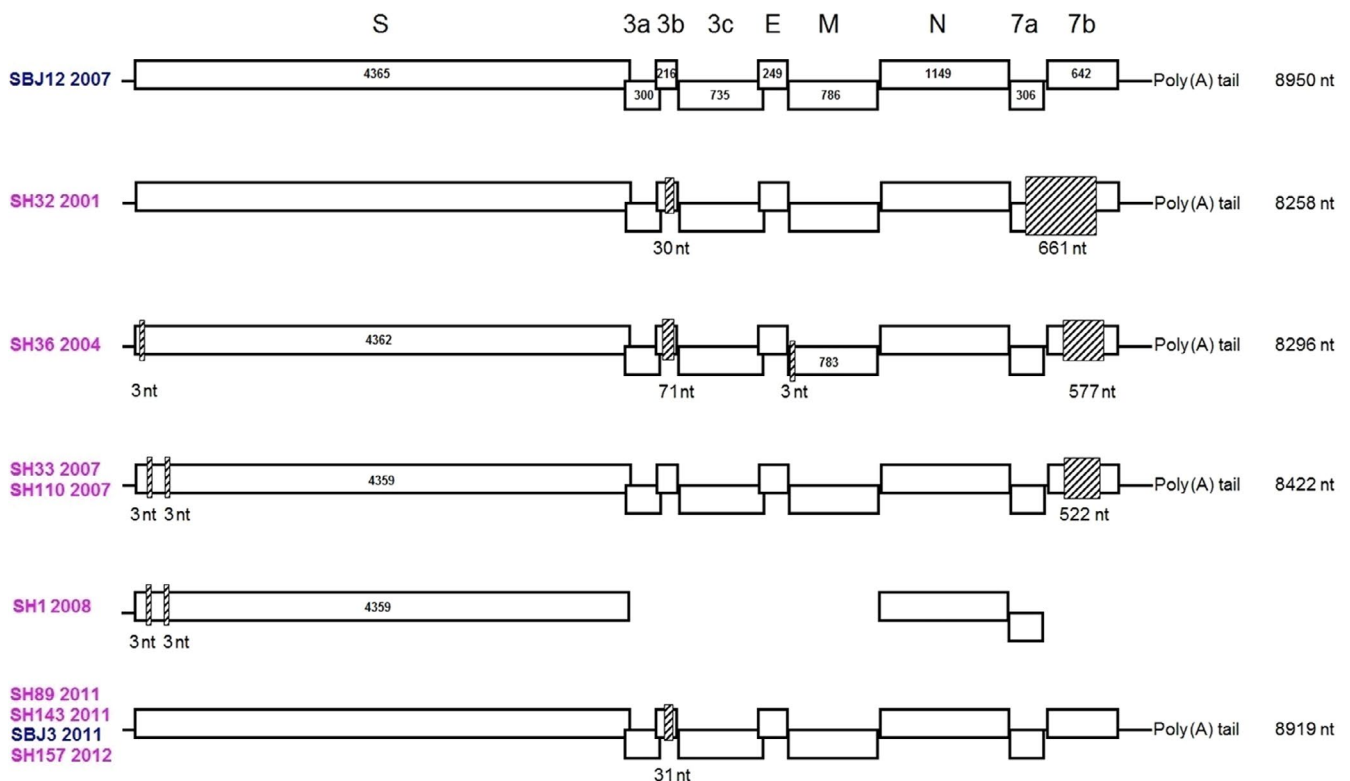 S 3a 3b 3c E M N 7a 7b
SBJ12 2007 4365 300 216 735 249 786 1149 306 642 Poly(A) tail 8950 nt
SH32 2001 Poly(A) tail 8258 nt
30 nt 661 nt
SH36 2004 4362 783 Poly(A) tail 8296 nt
3 nt 71 nt 3 nt 577 nt
SH33 2007
SH110 2007 4359 Poly(A) tail 8422 nt
3 nt 3 nt 522 nt
SH1 2008 4359
3 nt 3 nt
SH89 2011
SH143 2011
SBJ3 2011 Poly(A) tail 8919 nt
SH157 2012
31 nt